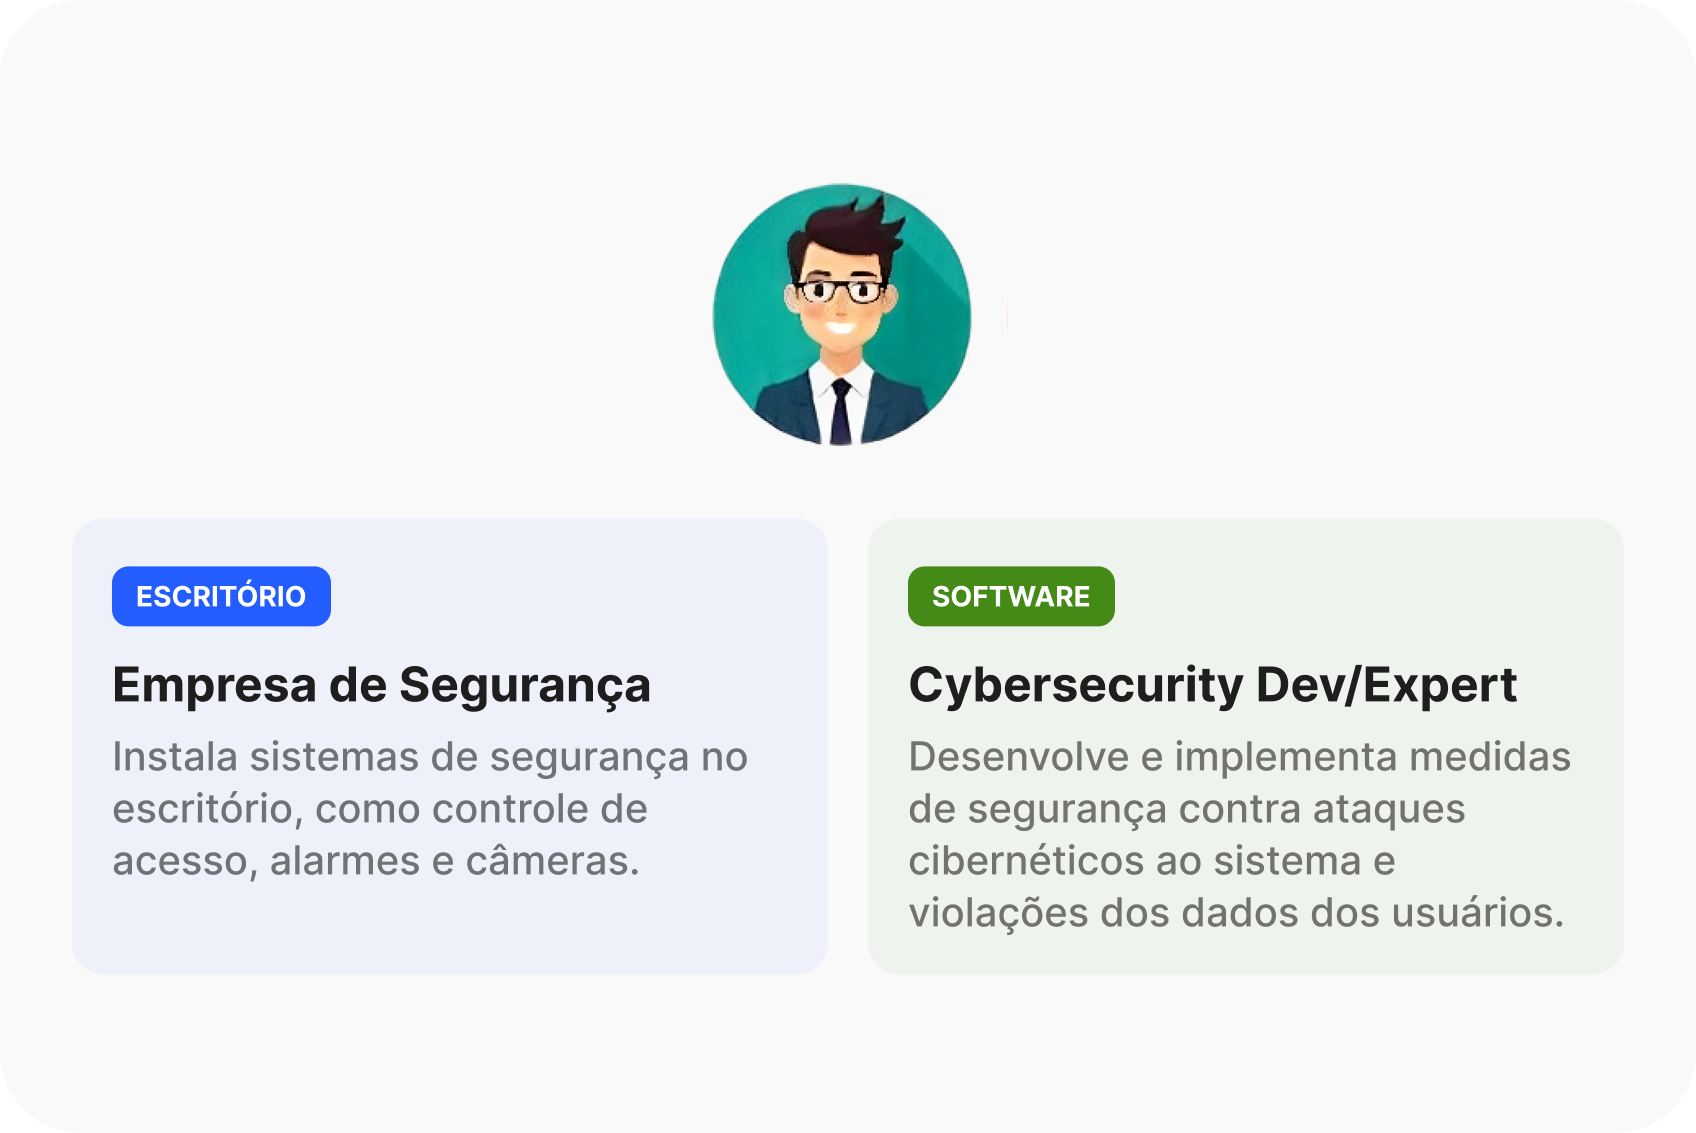 ESCRITÓRIO
Empresa de Segurança
Instala sistemas de segurança no
escritório, como controle de
acesso, alarmes e câmeras.
SOFTWARE
Cybersecurity Dev/Expert
Desenvolve e implementa medidas
de segurança contra ataques
cibernéticos ao sistema e
violações dos dados dos usuários.